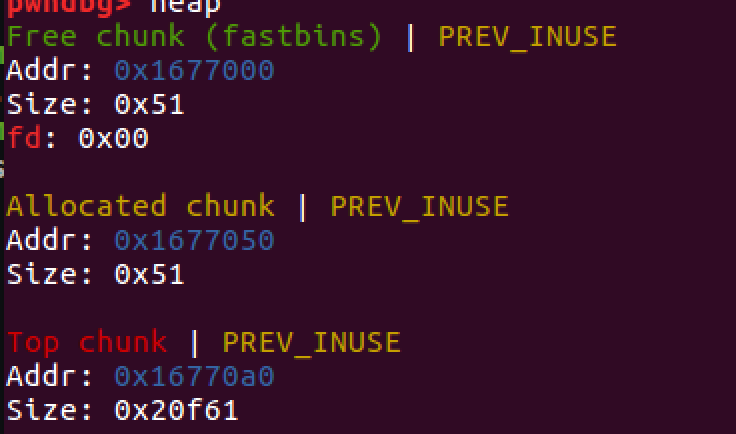 pwndbg> heap
Free chunk (fastbins) | PREV_INUSE
Addr: 0x1677000
Size: 0x51
fd: 0x00
Allocated chunk | PREV_INUSE
Addr: 0x1677050
Size: 0x51
Top chunk | PREV_INUSE
Addr: 0x16770a0
Size: 0x20f61